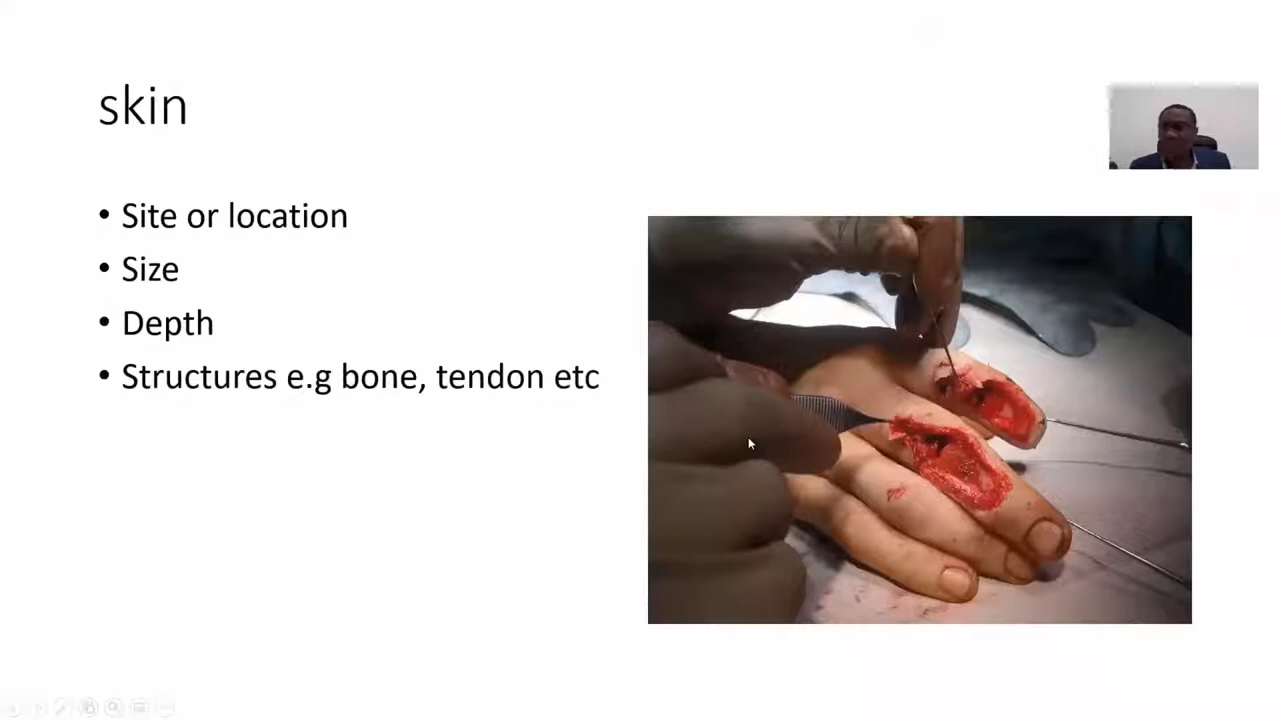 skin
• Site or location
• Size
• Depth
• Structures e.g bone, tendon etc